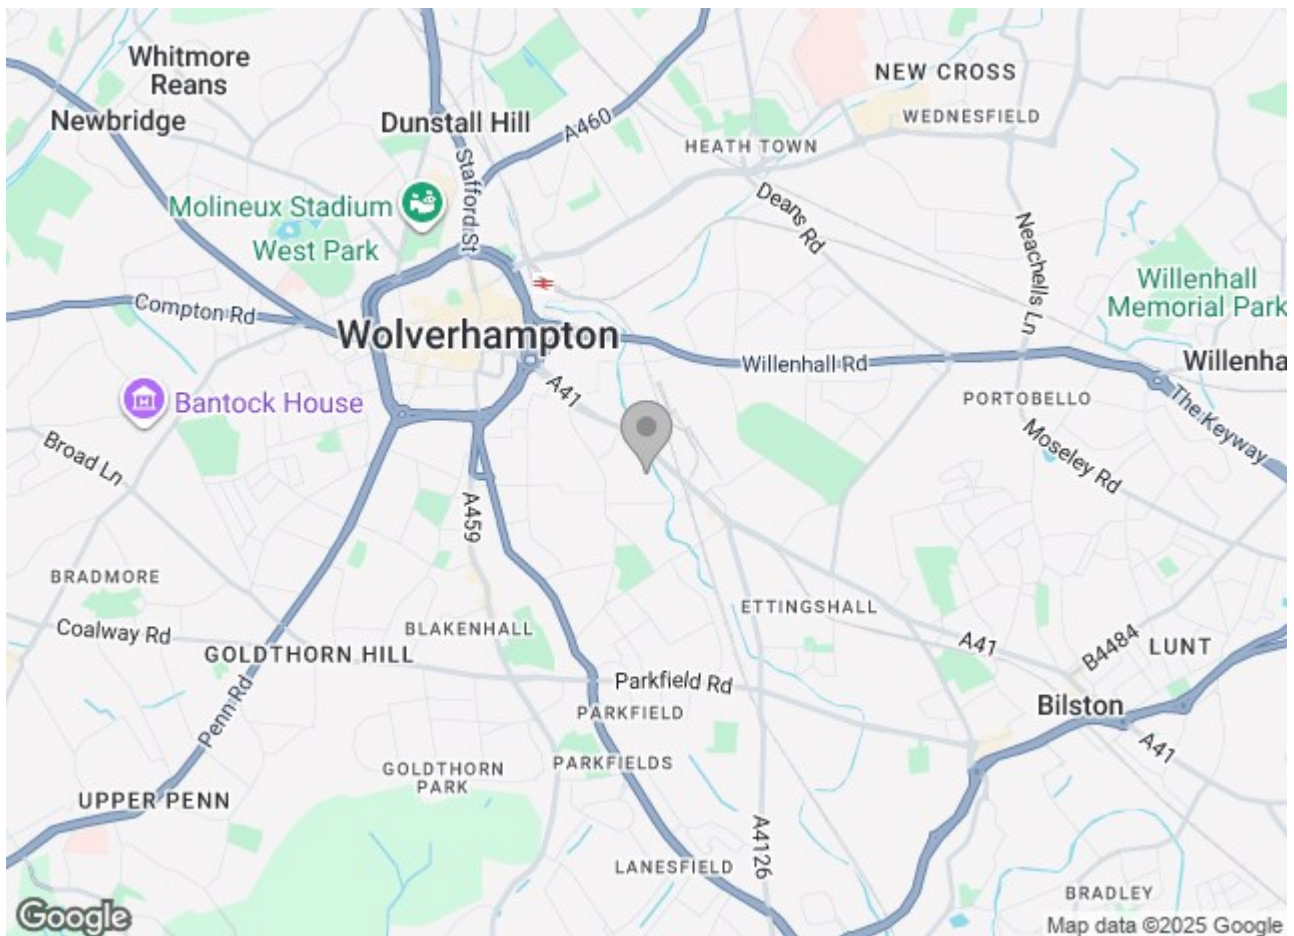 Whitmore
Reans
NEW CROSS
Newbridge
Dunstall Hill
A460
WEDNESFIELD
HEATH TOWN
Stafford St
Deans Rd
Molineux Stadium
West Park
Neachells Ln
Willenhall
Memorial Park
Compton Rd
Wolverhampton
Willenhall Rd
Willenha
A41
Bantock House
PORTOBELLO
The Keyway
Broad Ln
Moseley Rd
A459
BRADMORE
ETTINGSHALL
Coalway Rd
BLAKENHALL
A41
B4484
LUNT
GOLDTHORN HILL
Parkfield Rd
Penn Rd
PARKFIELD
Bilston
A41
GOLDTHORN
PARK
PARKFIELDS
UPPER PENN
A4126
LANESFIELD
BRADLEY
Google
Map data ©2025 Google